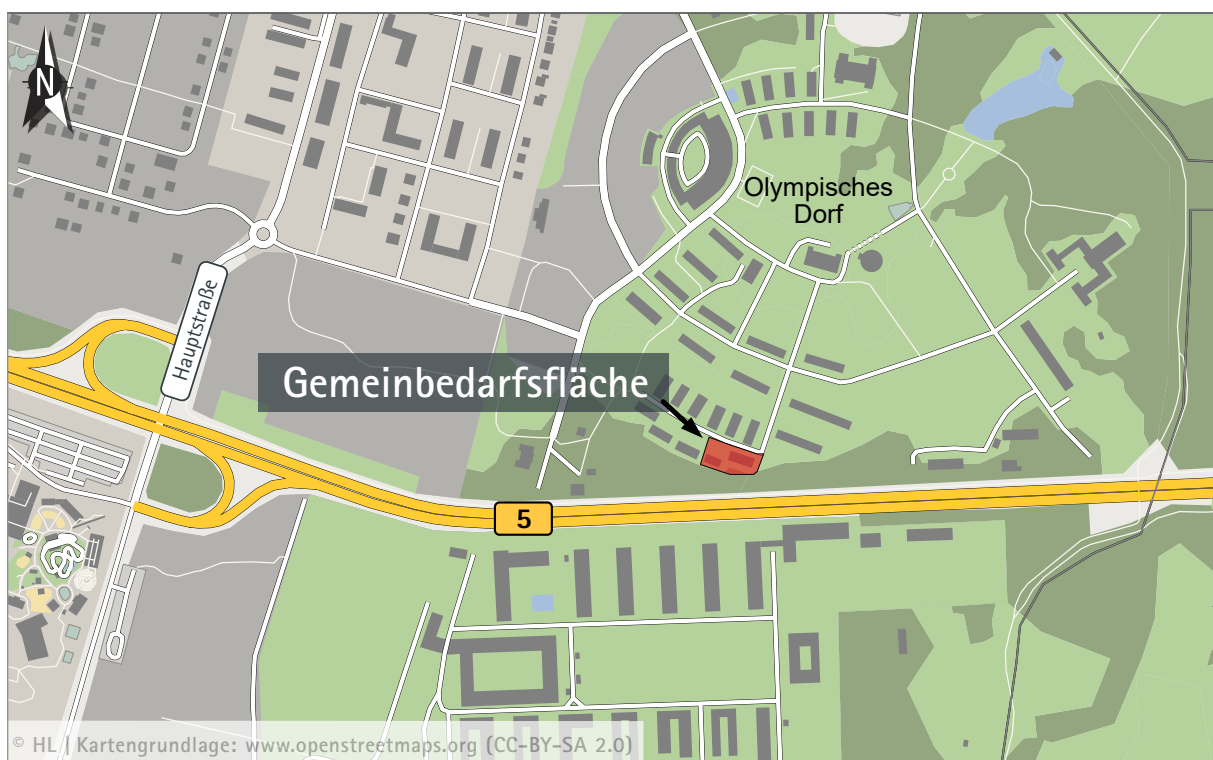 N
Olympisches
Dorf
Hauptstraße
Gemeinbedarfsfläche
5
© HL | Kartengrundlage: www.openstreetmaps.org (CC-BY-SA 2.0)